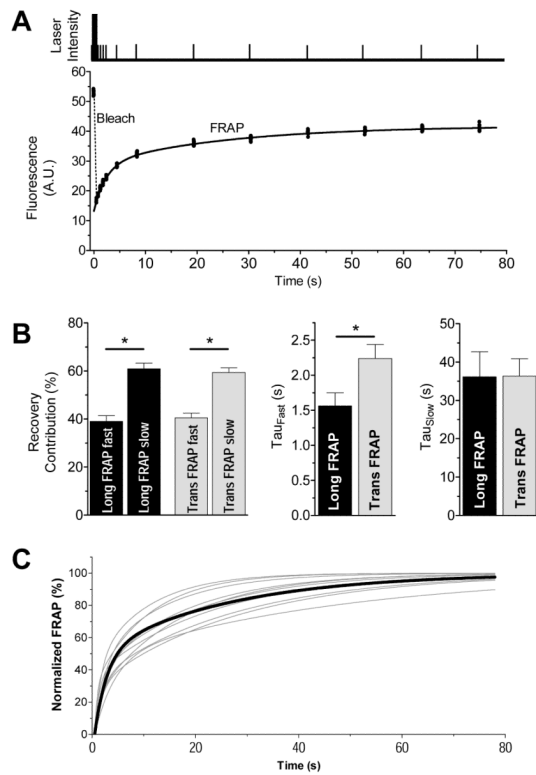 A
Laser
Intensity
60
50
40
30
20
10
0
Bleach
FRAP
Fluorescence
(A.U.)
0 10 20 30 40 50 60 70 80
Time (s)
B
Recovery
Contribution (%)
80
60
40
20
0
*
*
Long FRAP fast
Long FRAP slow
Trans FRAP fast
Trans FRAP slow
TauFast (s)
2.5
2.0
1.5
1.0
0.5
0.0
*
Long FRAP
Trans FRAP
TauSlow (s)
50
40
30
20
10
0
Long FRAP
Trans FRAP
C
Normalized FRAP (%)
100
80
60
40
20
0
0 20 40 60 80
Time (s)